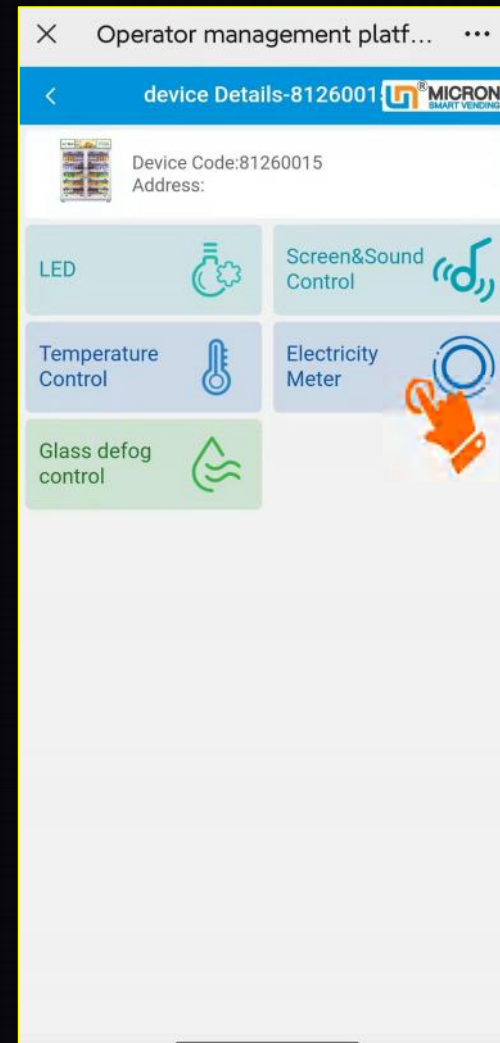 Operator management platf...
device Details-8126001
® MICRON
SMART VENDING
Device Code:81260015
Address:
LED
Screen&Sound
Control
Temperature
Control
Electricity
Meter
Glass defog
control